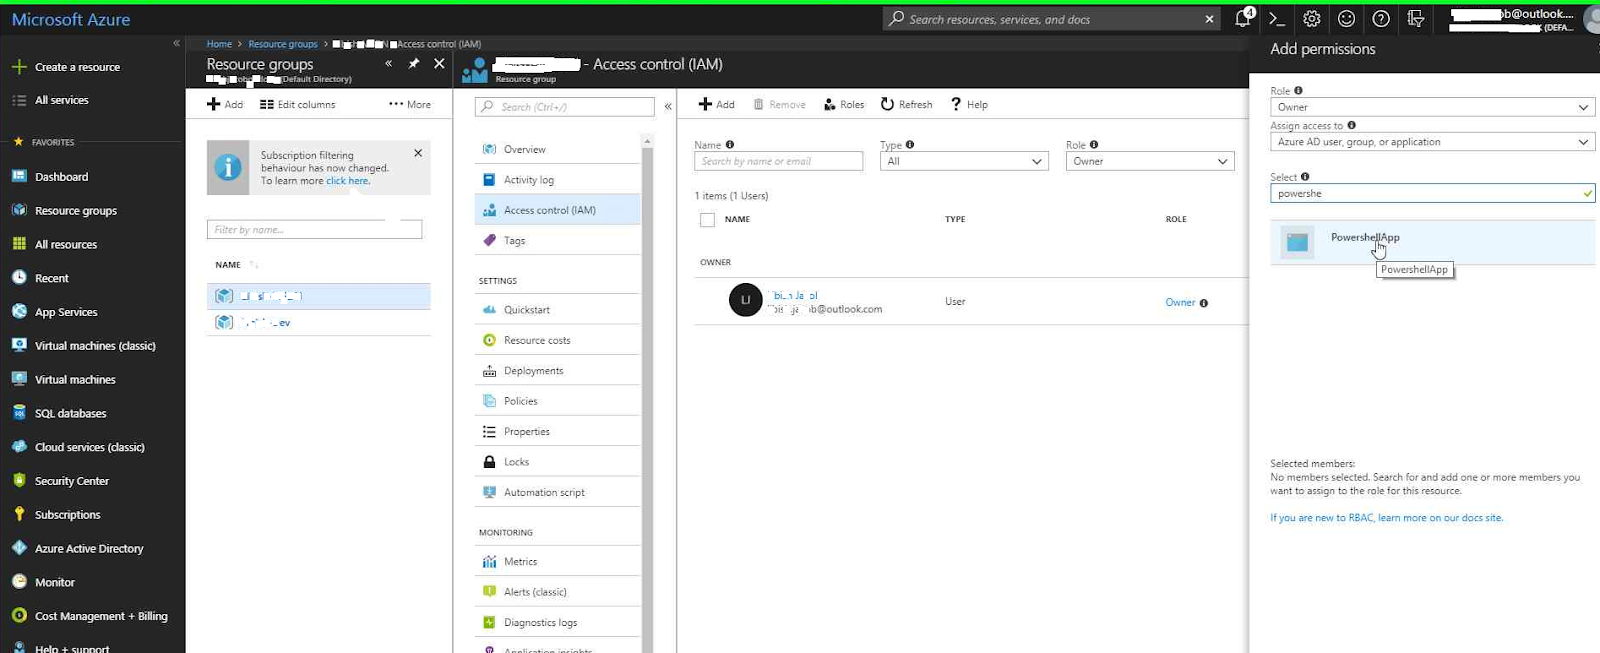 Microsoft Azure
Search resources, services, and docs
4
b@outlook....
(DEFA...
Create a resource
All services
FAVORITES
Dashboard
Resource groups
All resources
Recent
App Services
Virtual machines (classic)
Virtual machines
SQL databases
Cloud services (classic)
Security Center
Subscriptions
Azure Active Directory
Monitor
Cost Management + Billing
Help + support
Home > Resource groups > Access control (IAM)
Resource groups
(Default Directory)
Add
Edit columns
More
Subscription filtering
behaviour has now changed.
To learn more click here.
Filter by name...
NAME
ev
- Access control (IAM)
Resource group
Search (Ctrl+/)
Overview
Activity log
Access control (IAM)
Tags
SETTINGS
Quickstart
Resource costs
Deployments
Policies
Properties
Locks
Automation script
MONITORING
Metrics
Alerts (classic)
Diagnostics logs
Application insights
Add
Remove
Roles
Refresh
Help
Name
Type
Role
Search by name or email
All
Owner
1 items (1 Users)
NAME
TYPE
ROLE
OWNER
LI
b@outlook.com
User
Owner
Add permissions
Role
Owner
Assign access to
Azure AD user, group, or application
Select
powershe
PowershellApp
PowershellApp
Selected members:
No members selected. Search for and add one or more members you
want to assign to the role for this resource.
If you are new to RBAC, learn more on our docs site.